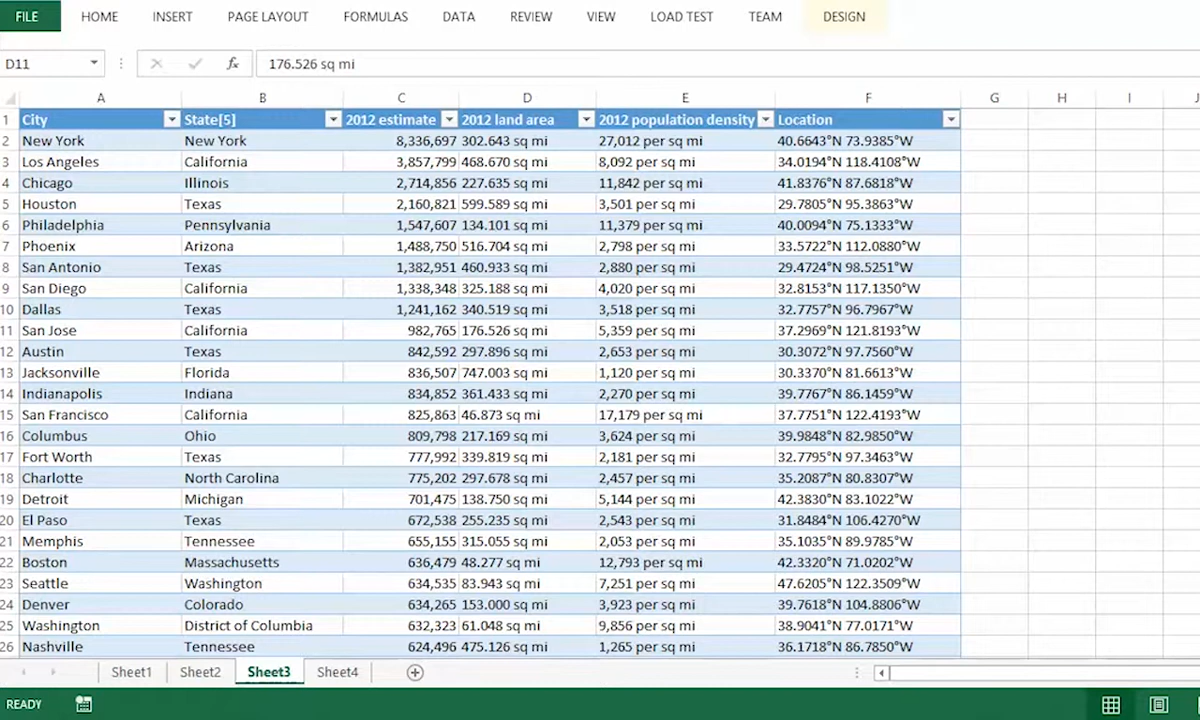 FILE HOME INSERT PAGE LAYOUT FORMULAS DATA REVIEW VIEW LOAD TEST TEAM DESIGN
D11 fx 176.526 sq mi
A B C D E F G H I J
1 City State[5] 2012 estimate 2012 land area 2012 population density Location
2 New York New York 8,336,697 302.643 sq mi 27,012 per sq mi 40.6643°N 73.9385°W
3 Los Angeles California 3,857,799 468.670 sq mi 8,092 per sq mi 34.0194°N 118.4108°W
4 Chicago Illinois 2,714,856 227.635 sq mi 11,842 per sq mi 41.8376°N 87.6818°W
5 Houston Texas 2,160,821 599.589 sq mi 3,501 per sq mi 29.7805°N 95.3863°W
6 Philadelphia Pennsylvania 1,547,607 134.101 sq mi 11,379 per sq mi 40.0094°N 75.1333°W
7 Phoenix Arizona 1,488,750 516.704 sq mi 2,798 per sq mi 33.5722°N 112.0880°W
8 San Antonio Texas 1,382,951 460.933 sq mi 2,880 per sq mi 29.4724°N 98.5251°W
9 San Diego California 1,338,348 325.188 sq mi 4,020 per sq mi 32.8153°N 117.1350°W
10 Dallas Texas 1,241,162 340.519 sq mi 3,518 per sq mi 32.7757°N 96.7967°W
11 San Jose California 982,765 176.526 sq mi 5,359 per sq mi 37.2969°N 121.8193°W
12 Austin Texas 842,592 297.896 sq mi 2,653 per sq mi 30.3072°N 97.7560°W
13 Jacksonville Florida 836,507 747.003 sq mi 1,120 per sq mi 30.3370°N 81.6613°W
14 Indianapolis Indiana 834,852 361.433 sq mi 2,270 per sq mi 39.7767°N 86.1459°W
15 San Francisco California 825,863 46.873 sq mi 17,179 per sq mi 37.7751°N 122.4193°W
16 Columbus Ohio 809,798 217.169 sq mi 3,624 per sq mi 39.9848°N 82.9850°W
17 Fort Worth Texas 777,992 339.819 sq mi 2,181 per sq mi 32.7795°N 97.3463°W
18 Charlotte North Carolina 775,202 297.678 sq mi 2,457 per sq mi 35.2087°N 80.8307°W
19 Detroit Michigan 701,475 138.750 sq mi 5,144 per sq mi 42.3830°N 83.1022°W
20 El Paso Texas 672,538 255.235 sq mi 2,543 per sq mi 31.8484°N 106.4270°W
21 Memphis Tennessee 655,155 315.055 sq mi 2,053 per sq mi 35.1035°N 89.9785°W
22 Boston Massachusetts 636,479 48.277 sq mi 12,793 per sq mi 42.3320°N 71.0202°W
23 Seattle Washington 634,535 83.943 sq mi 7,251 per sq mi 47.6205°N 122.3509°W
24 Denver Colorado 634,265 153.000 sq mi 3,923 per sq mi 39.7618°N 104.8806°W
25 Washington District of Columbia 632,323 61.048 sq mi 9,856 per sq mi 38.9041°N 77.0171°W
26 Nashville Tennessee 624,496 475.126 sq mi 1,265 per sq mi 36.1718°N 86.7850°W
Sheet1 Sheet2 Sheet3 Sheet4
READY